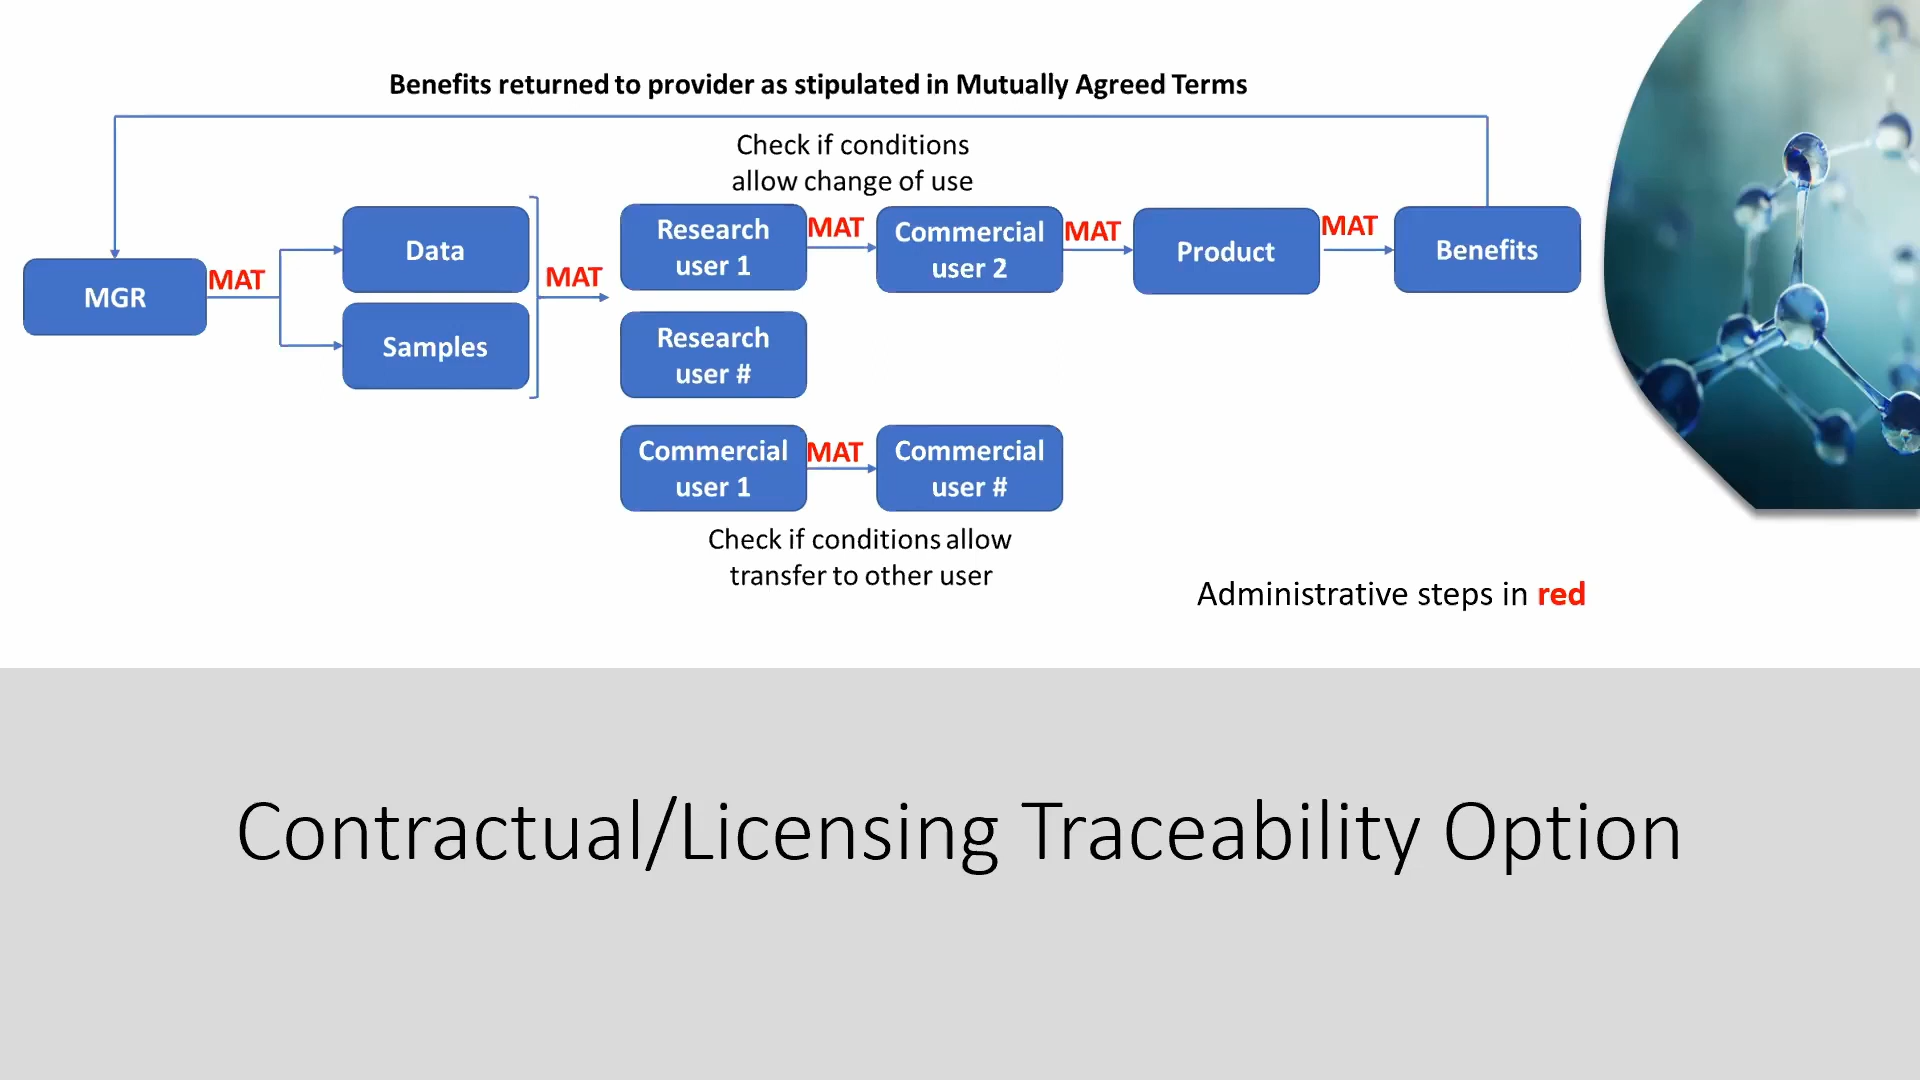 Benefits returned to provider as stipulated in Mutually Agreed Terms
Check if conditions
allow change of use
MGR
MAT
Data
Samples
MAT
Research
user 1
MAT
Commercial
user 2
MAT
Product
MAT
Benefits
Research
user #
Commercial
user 1
MAT
Commercial
user #
Check if conditions allow
transfer to other user
Administrative steps in red
Contractual/Licensing Traceability Option